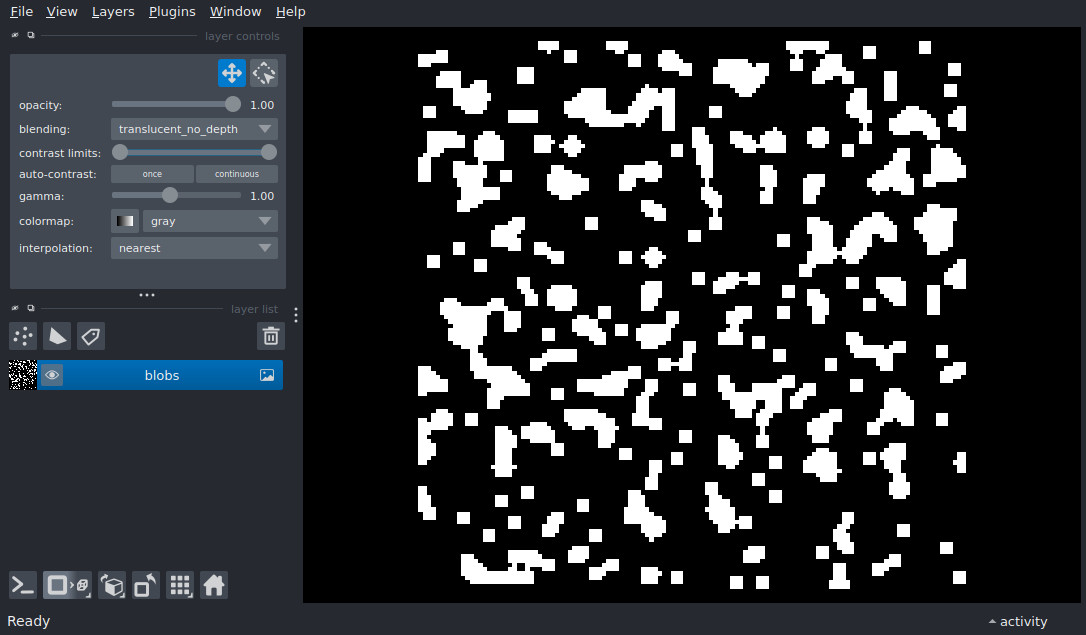 File View Layers Plugins Window Help
layer controls
opacity: 1.00
blending: translucent_no_depth
contrast limits:
auto-contrast: once continuous
gamma: 1.00
colormap: gray
interpolation: nearest
layer list
blobs
Ready
activity